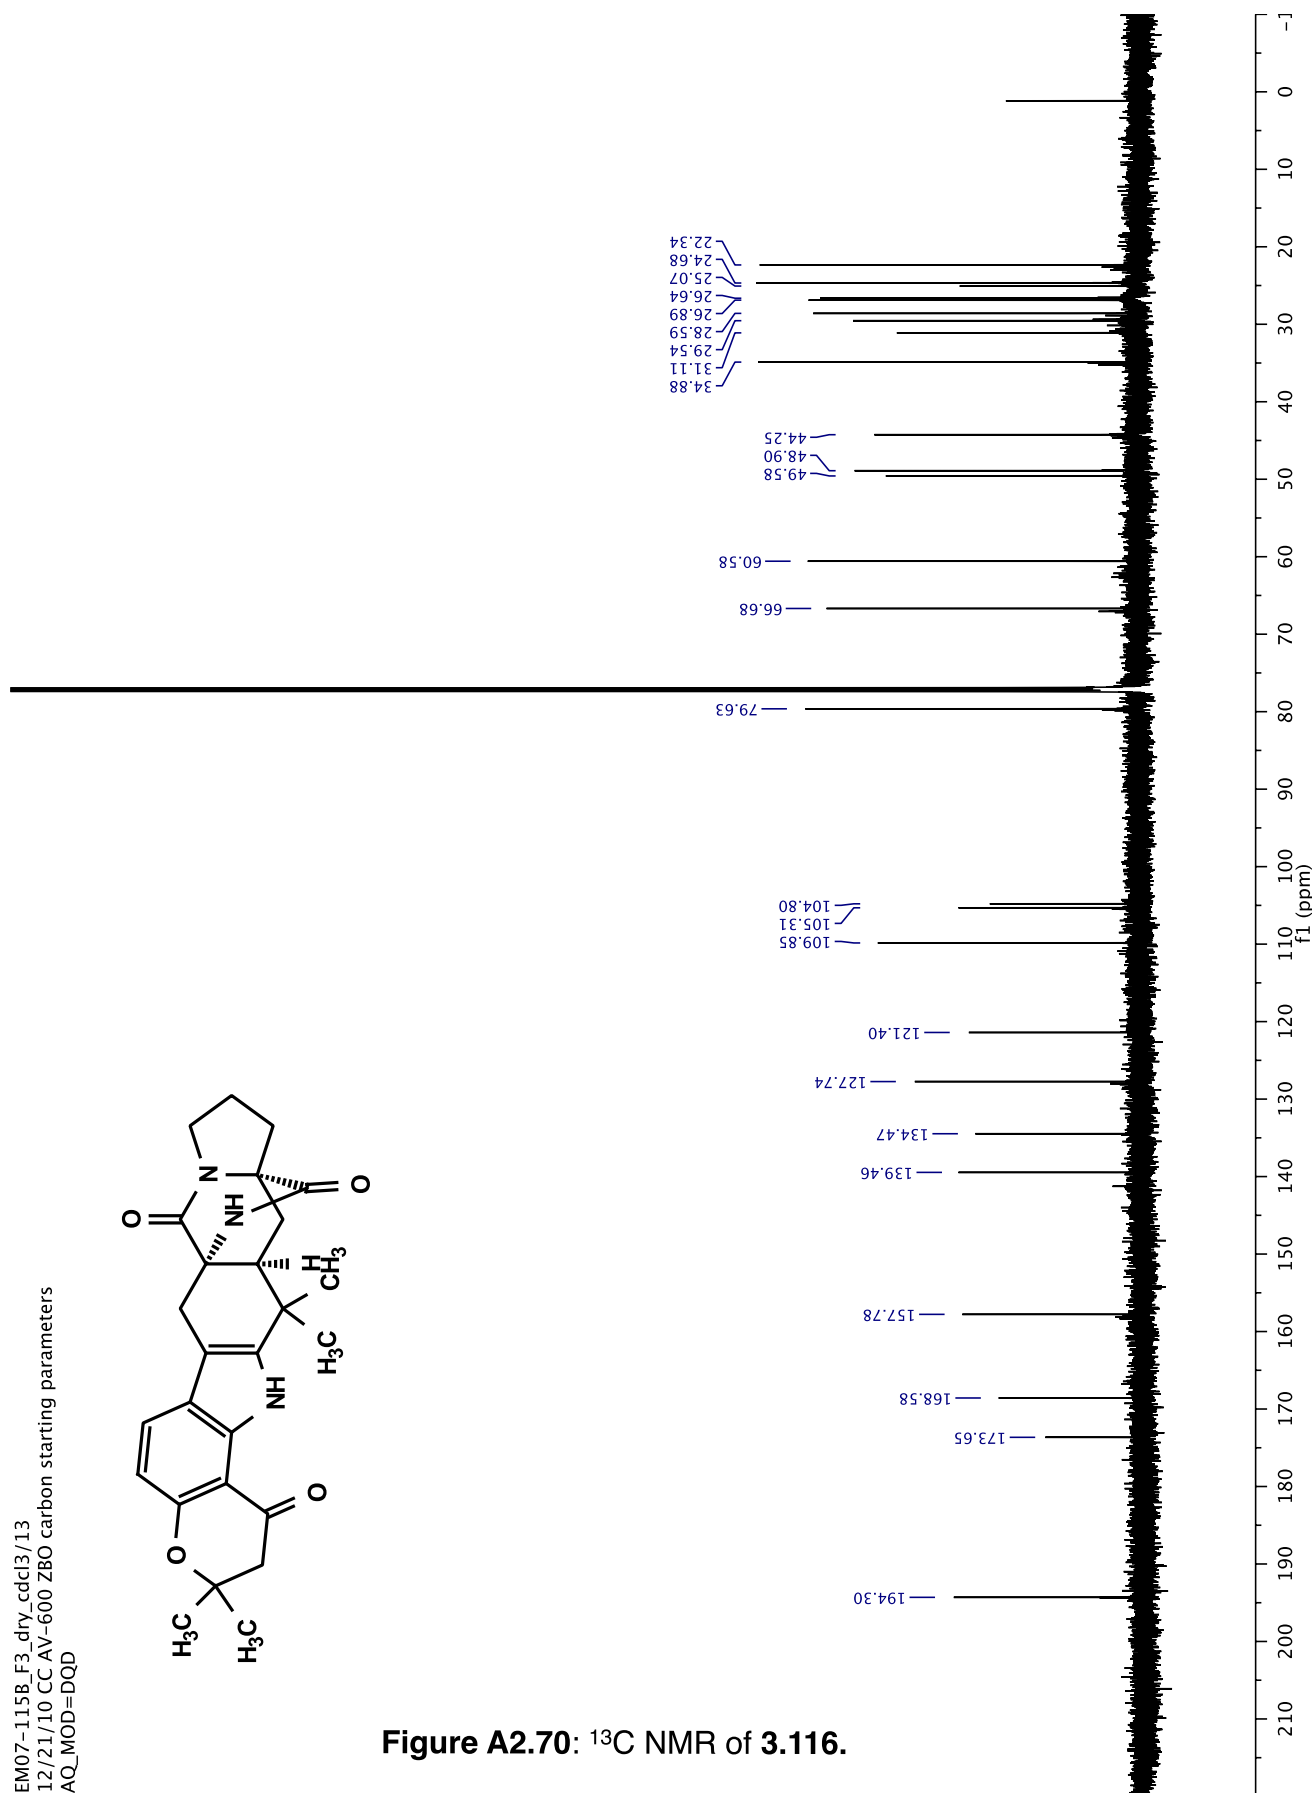 EM07-115B_F3_dry_cdcl3/13
12/21/10 CC AV-600 ZBO carbon starting parameters
AQ_MOD=DQD
22.34
24.68
25.07
26.64
26.89
28.59
29.54
31.11
34.88
44.25
48.90
49.58
60.58
66.68
79.63
104.80
105.31
109.85
121.40
127.74
134.47
139.46
157.78
168.58
173.65
194.30
H3C
H3C
O
O
NH
H3C
CH3
H
O
NH
N
O
210
200
190
180
170
160
150
140
130
120
110
100
90
80
70
60
50
40
30
20
10
0
-1
f1 (ppm)
Figure A2.70: 13C NMR of 3.116.